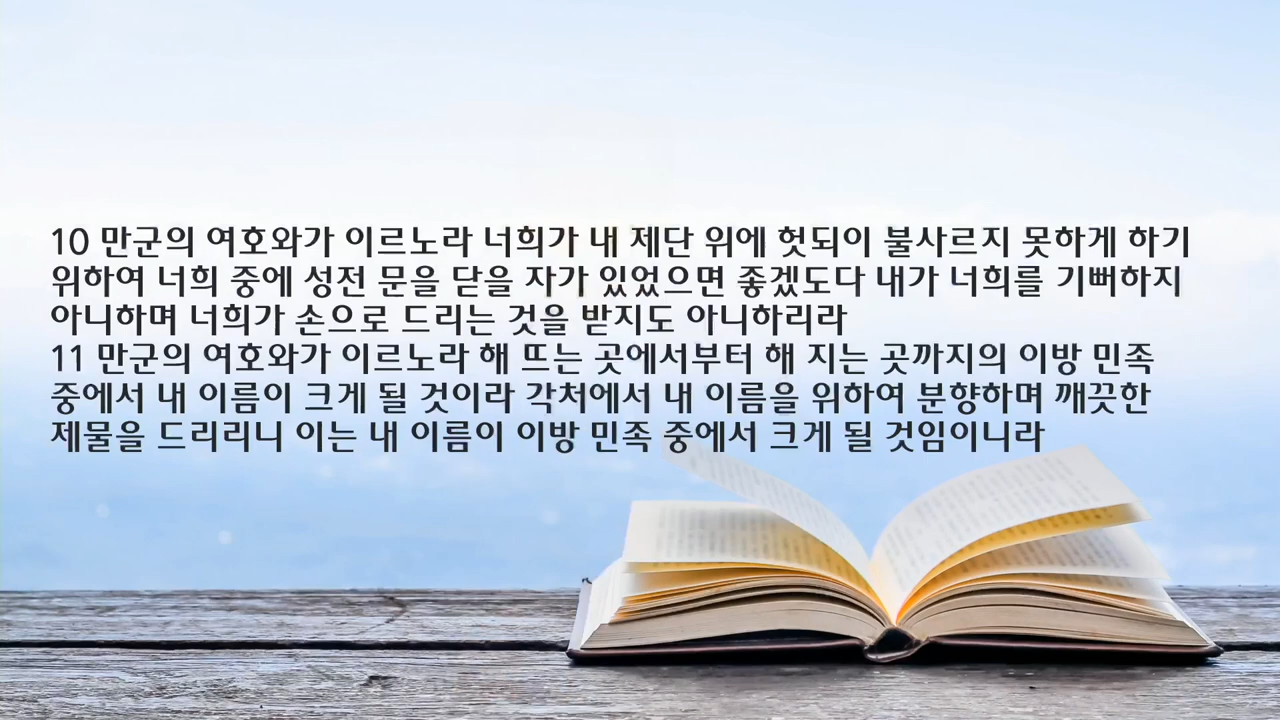 10 만군의 여호와가 이르노라 너희가 내 제단 위에 헛되이 불사르지 못하게 하기
위하여 너희 중에 성전 문을 닫을 자가 있었으면 좋겠도다 내가 너희를 기뻐하지
아니하며 너희가 손으로 드리는 것을 받지도 아니하리라
11 만군의 여호와가 이르노라 해 뜨는 곳에서부터 해 지는 곳까지의 이방 민족
중에서 내 이름이 크게 될 것이라 각처에서 내 이름을 위하여 분향하며 깨끗한
제물을 드리리니 이는 내 이름이 이방 민족 중에서 크게 될 것임이니라